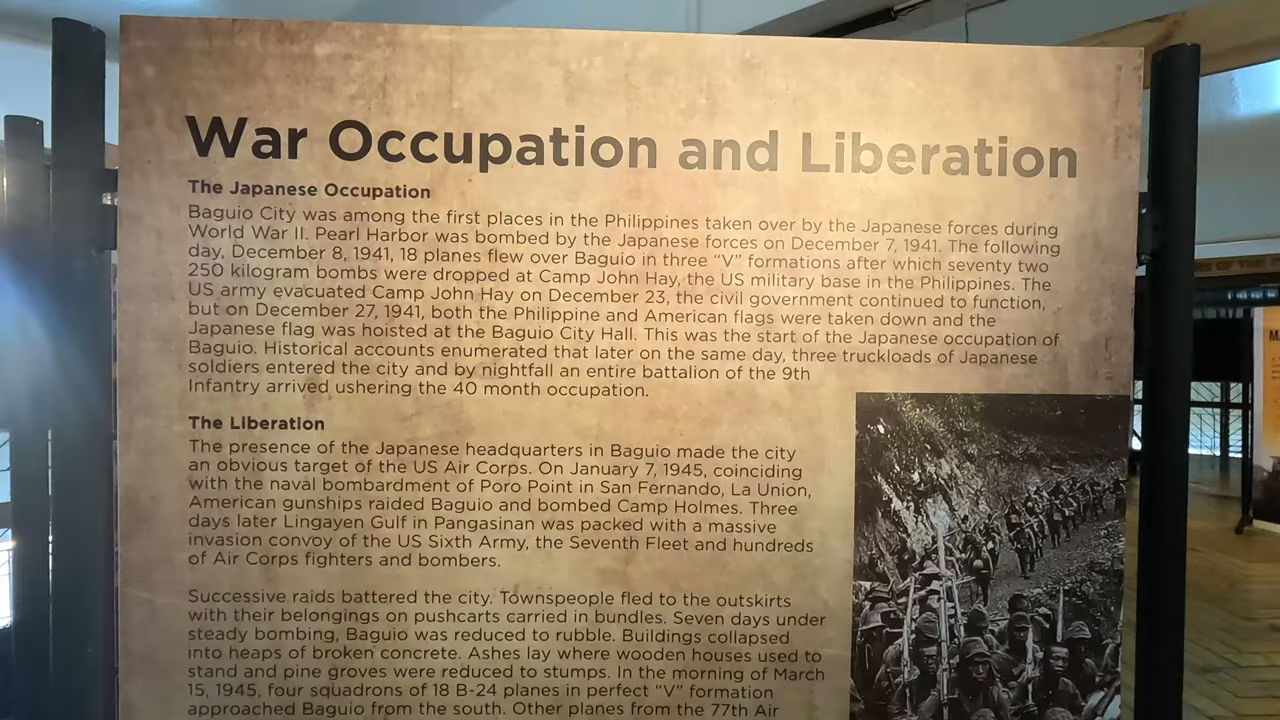 War Occupation and Liberation
The Japanese Occupation
Baguio City was among the first places in the Philippines taken over by the Japanese forces during
World War II. Pearl Harbor was bombed by the Japanese forces on December 7, 1941. The following
day, December 8, 1941, 18 planes flew over Baguio in three “V” formations after which seventy two
250 kilogram bombs were dropped at Camp John Hay, the US military base in the Philippines. The
US army evacuated Camp John Hay on December 23, the civil government continued to function,
but on December 27, 1941, both the Philippine and American flags were taken down and the
Japanese flag was hoisted at the Baguio City Hall. This was the start of the Japanese occupation of
Baguio. Historical accounts enumerated that later on the same day, three truckloads of Japanese
soldiers entered the city and by nightfall an entire battalion of the 9th
Infantry arrived ushering the 40 month occupation.
The Liberation
The presence of the Japanese headquarters in Baguio made the city
an obvious target of the US Air Corps. On January 7, 1945, coinciding
with the naval bombardment of Poro Point in San Fernando, La Union,
American gunships raided Baguio and bombed Camp Holmes. Three
days later Lingayen Gulf in Pangasinan was packed with a massive
invasion convoy of the US Sixth Army, the Seventh Fleet and hundreds
of Air Corps fighters and bombers.
Successive raids battered the city. Townspeople fled to the outskirts
with their belongings on pushcarts carried in bundles. Seven days under
steady bombing, Baguio was reduced to rubble. Buildings collapsed
into heaps of broken concrete. Ashes lay where wooden houses used to
stand and pine groves were reduced to stumps. In the morning of March
15, 1945, four squadrons of 18 B-24 planes in perfect “V” formation
approached Baguio from the south. Other planes from the 77th Air